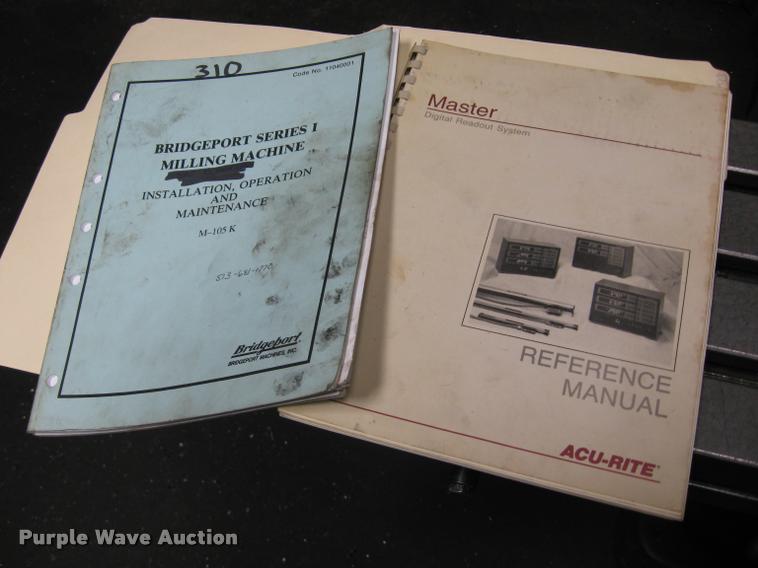 310
Code No. 11040001
BRIDGEPORT SERIES I
MILLING MACHINE
INSTALLATION, OPERATION
AND
MAINTENANCE
M-105 K
Bridgeport
BRIDGEPORT MACHINES, INC.
Master
Digital Readout System
REFERENCE
MANUAL
ACU-RITE
Purple Wave Auction